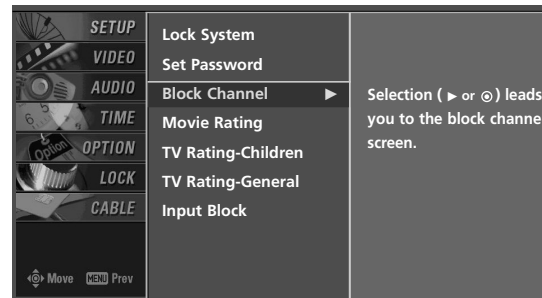 SETUP
VIDEO
AUDIO
TIME
OPTION
LOCK
CABLE
Move MENU Prev
Lock System
Set Password
Block Channel ▶
Movie Rating
TV Rating-Children
TV Rating-General
Input Block
Selection ( ▶ or ◉ ) leads
you to the block channe
screen.